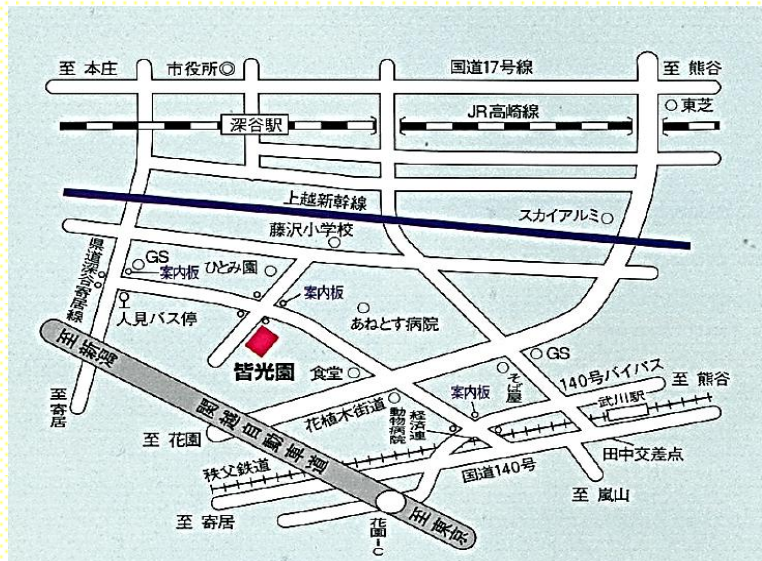 至 本庄
市役所
国道17号線
至 熊谷
東芝
深谷駅
JR高崎線
上越新幹線
スカイアルミ
藤沢小学校
県道深谷寄居線
GS
案内板
ひとみ園
案内板
人見バス停
あねとす病院
皆光園
食堂
GS
そば屋
至 新潟
140号バイパス
至 熊谷
案内板
武川駅
至 寄居
花植木街道
経済連
動物病院
至 花園
関越自動車道
田中交差点
国道140号
秩父鉄道
至 嵐山
至 寄居
花園IC
至 東京